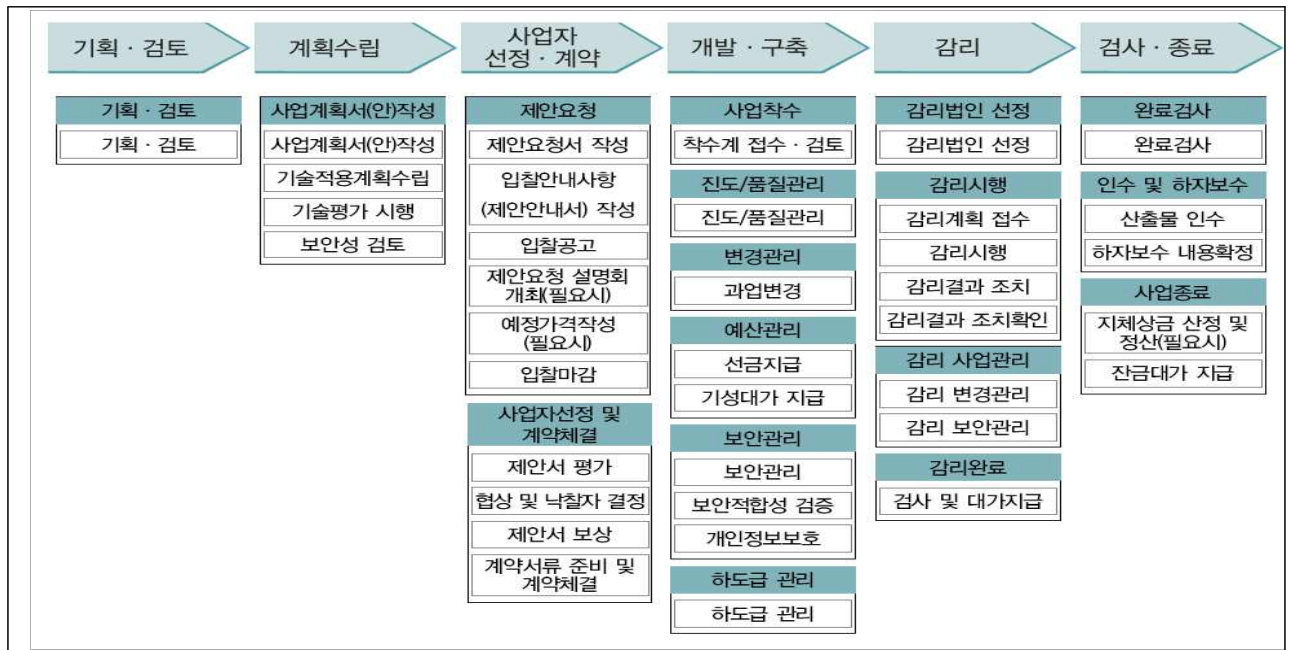 기획 · 검토
계획수립
사업자
선정 · 계약
개발 · 구축
감리
검사 · 종료
기획 · 검토
기획 · 검토
사업계획서(안)작성
사업계획서(안)작성
기술적용계획수립
기술평가 시행
보안성 검토
제안요청
제안요청서 작성
입찰안내사항
(제안안내서) 작성
입찰공고
제안요청 설명회
개최(필요시)
예정가격작성
(필요시)
입찰마감
사업자선정 및
계약체결
제안서 평가
협상 및 낙찰자 결정
제안서 보상
계약서류 준비 및
계약체결
사업착수
착수계 접수 · 검토
진도/품질관리
진도/품질관리
변경관리
과업변경
예산관리
선금지급
기성대가 지급
보안관리
보안관리
보안적합성 검증
개인정보보호
하도급 관리
하도급 관리
감리법인 선정
감리법인 선정
감리시행
감리계획 접수
감리시행
감리결과 조치
감리결과 조치확인
감리 사업관리
감리 변경관리
감리 보안관리
감리완료
검사 및 대가지급
완료검사
완료검사
인수 및 하자보수
산출물 인수
하자보수 내용확정
사업종료
지체상금 산정 및
정산(필요시)
잔금대가 지급